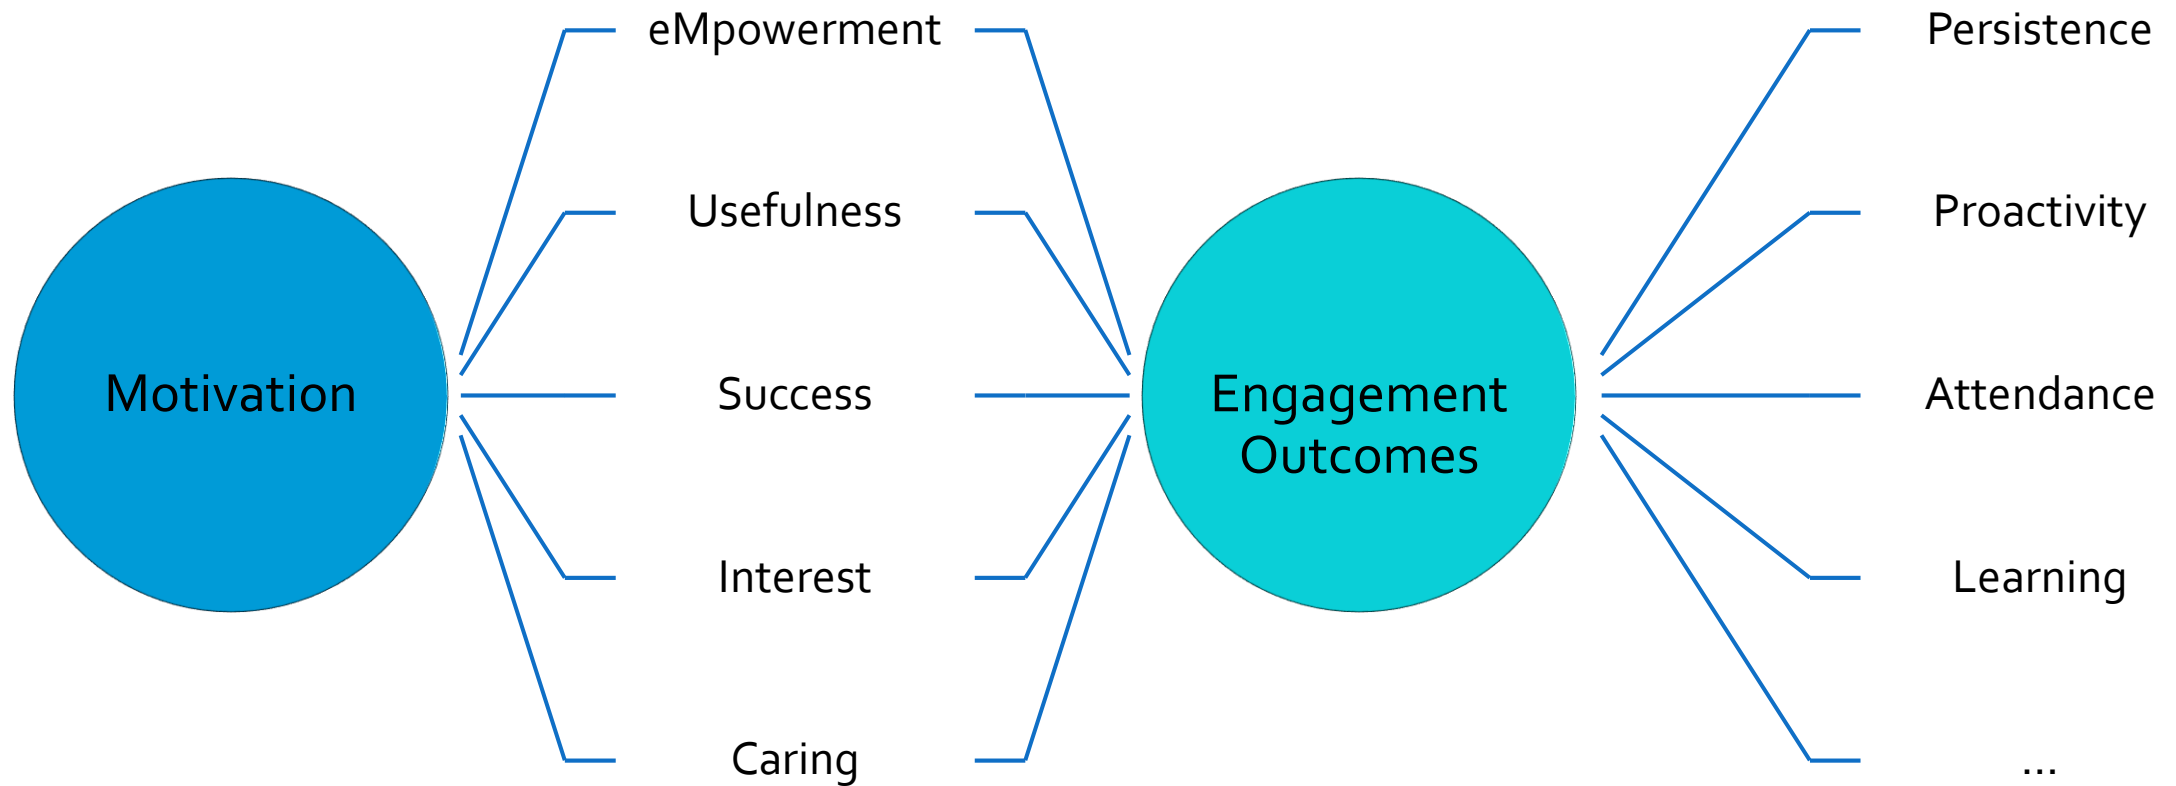 Motivation
eMpowerment
Usefulness
Success
Interest
Caring
Engagement
Outcomes
Persistence
Proactivity
Attendance
Learning
...